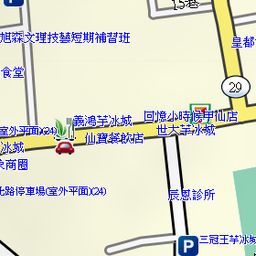 15巷
旭森文理技藝短期補習班
皇都
食堂
29
義鴻芋冰城
回憶小時候甲仙店
室外平面)(24)
世大芋冰城
仙寶餐飲店
冰城
象商圈
北路停車場(室外平面)(24)
辰恩診所
P
三冠王芋冰城